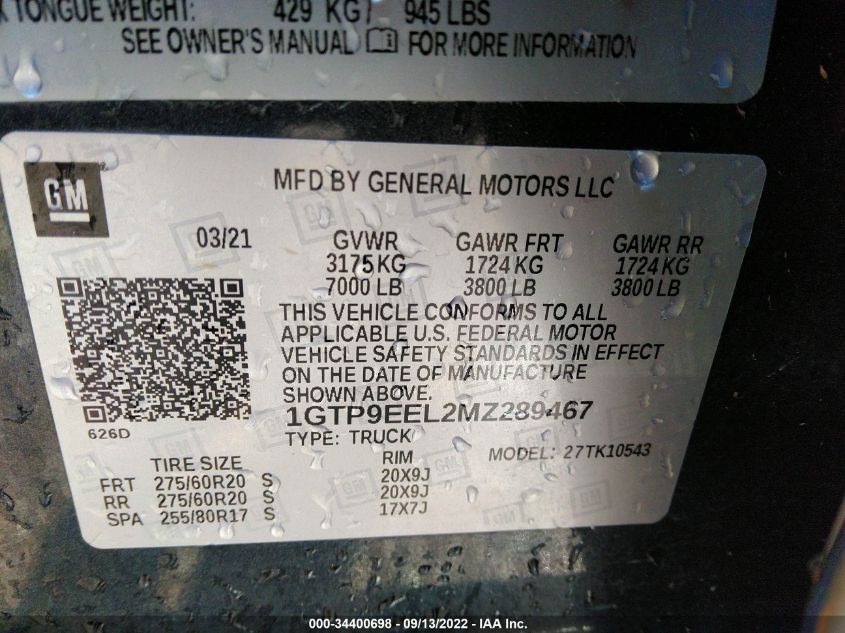 TONGUE WEIGHT: 429 KG / 945 LBS
SEE OWNER'S MANUAL FOR MORE INFORMATION
GM
MFD BY GENERAL MOTORS LLC
03/21 GVWR GAWR FRT GAWR RR
3175 KG 1724 KG 1724 KG
7000 LB 3800 LB 3800 LB
THIS VEHICLE CONFORMS TO ALL
APPLICABLE U.S. FEDERAL MOTOR
VEHICLE SAFETY STANDARDS IN EFFECT
ON THE DATE OF MANUFACTURE
SHOWN ABOVE.
1GTP9EEL2MZ289467
626D
TYPE: TRUCK MODEL: 27TK10543
TIRE SIZE RIM
FRT 275/60R20 S 20X9J
RR 275/60R20 S 20X9J
SPA 255/80R17 S 17X7J
000-34400698 - 09/13/2022 - IAA Inc.